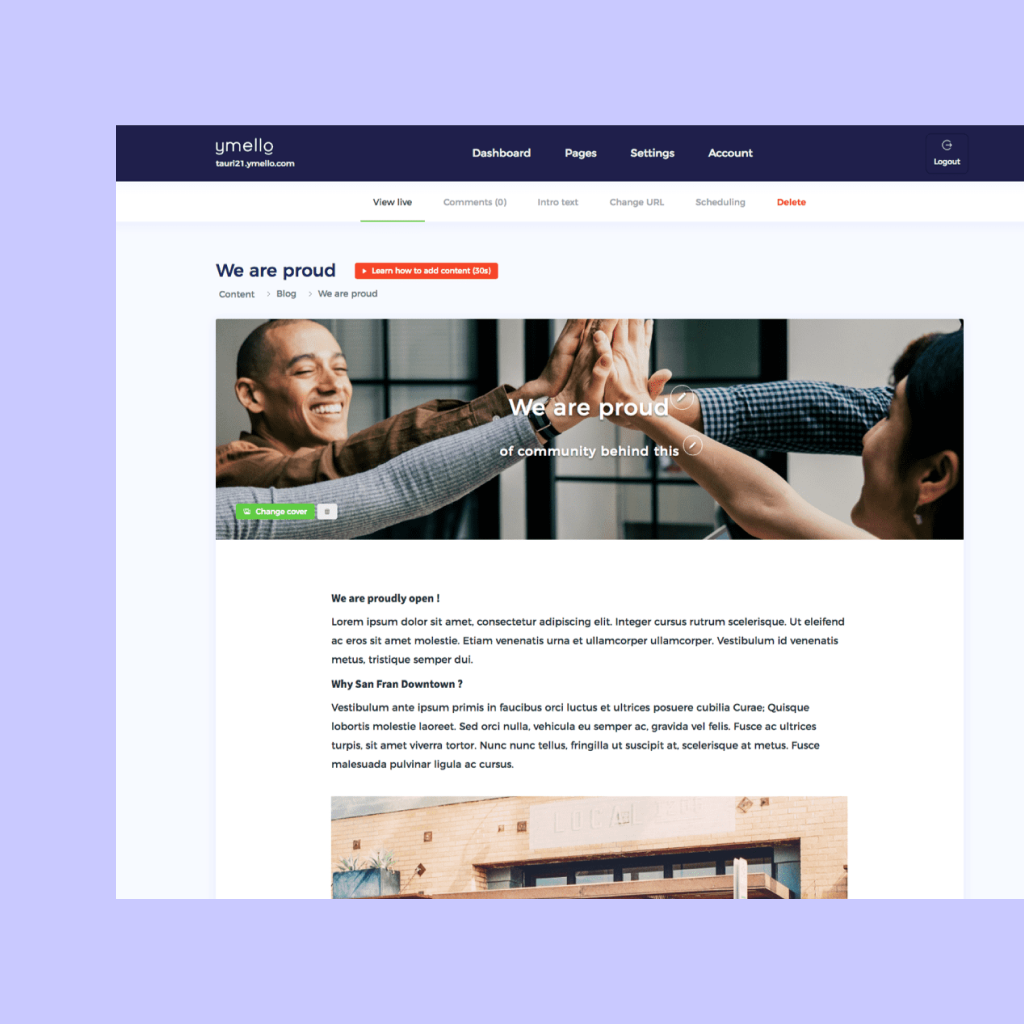 ymello
taurl21.ymello.com
Dashboard
Pages
Settings
Account
Logout
View live
Comments (0)
Intro text
Change URL
Scheduling
Delete
We are proud
Learn how to add content (30s)
Content
Blog
We are proud
We are proud
of community behind this
Change cover
We are proudly open !
Lorem ipsum dolor sit amet, consectetur adipiscing elit. Integer cursus rutrum scelerisque. Ut eleifend
ac eros sit amet molestie. Etiam venenatis urna et ullamcorper ullamcorper. Vestibulum id venenatis
metus, tristique semper dui.
Why San Fran Downtown ?
Vestibulum ante ipsum primis in faucibus orci luctus et ultrices posuere cubilia Curae; Quisque
lobortis molestie laoreet. Sed orci nulla, vehicula eu semper ac, gravida vel felis. Fusce ac ultrices
turpis, sit amet viverra tortor. Nunc nunc tellus, fringilla ut suscipit at, scelerisque at metus. Fusce
malesuada pulvinar ligula ac cursus.
LOCAL